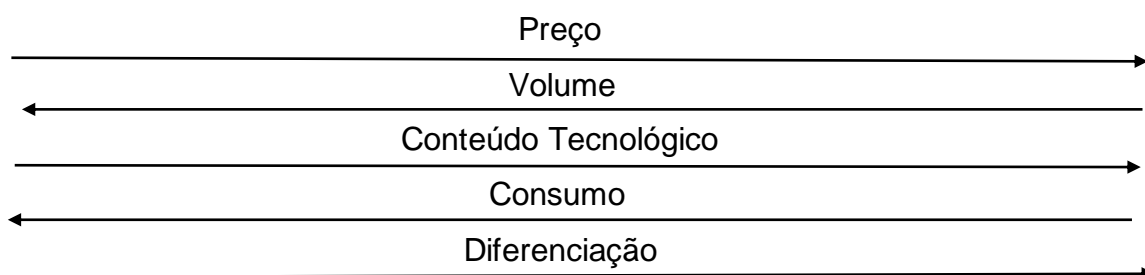 Preço
Volume
Conteúdo Tecnológico
Consumo
Diferenciação